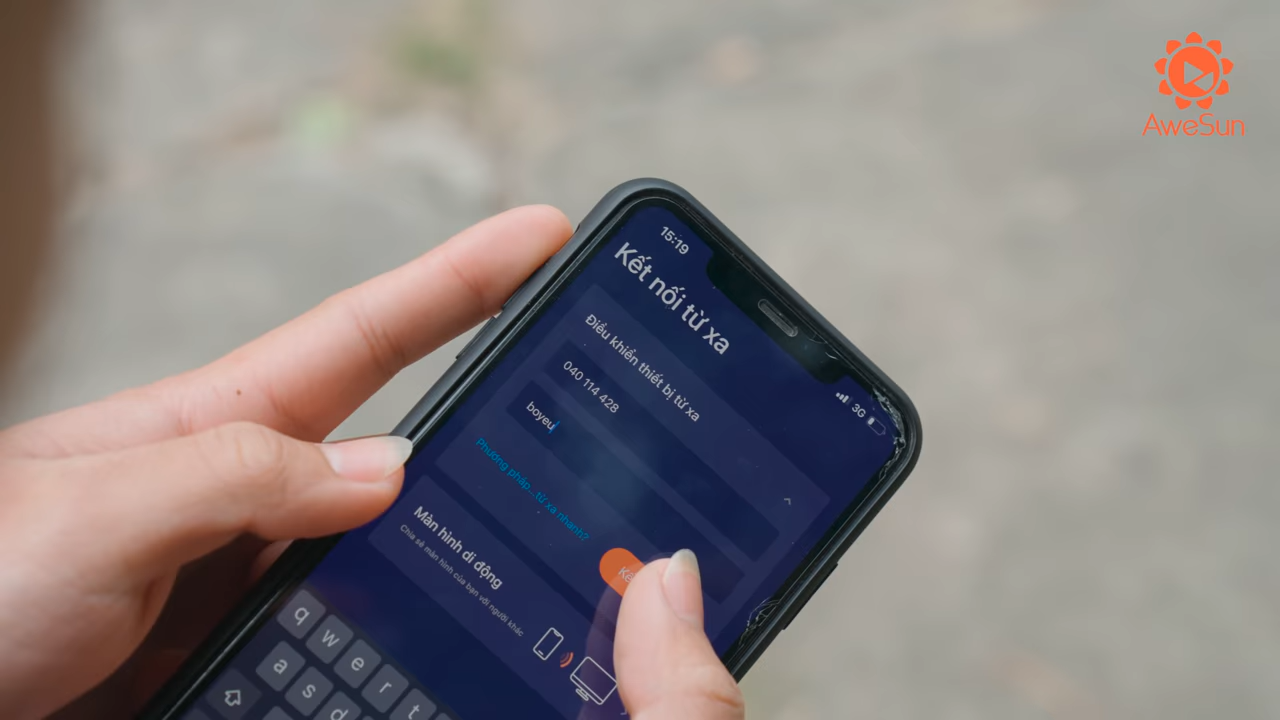 AweSun
15:19
3G
Kết nối từ xa
Điều khiển thiết bị từ xa
040 114 428
boyeu
Phương pháp...từ xa nhanh?
Màn hình di động
Chia sẻ màn hình của bạn với người khác
q w e r t
a s d